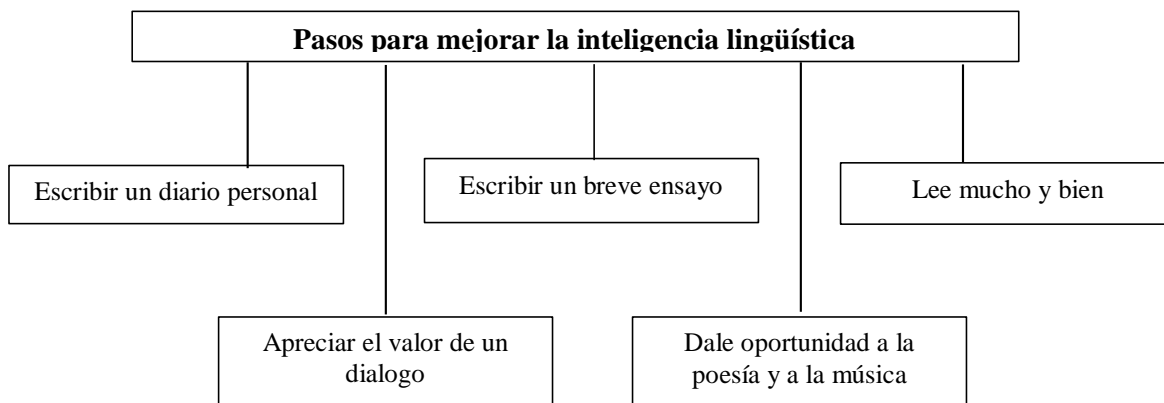 Pasos para mejorar la inteligencia lingüística
Escribir un diario personal
Escribir un breve ensayo
Lee mucho y bien
Apreciar el valor de un
dialogo
Dale oportunidad a la
poesía y a la música